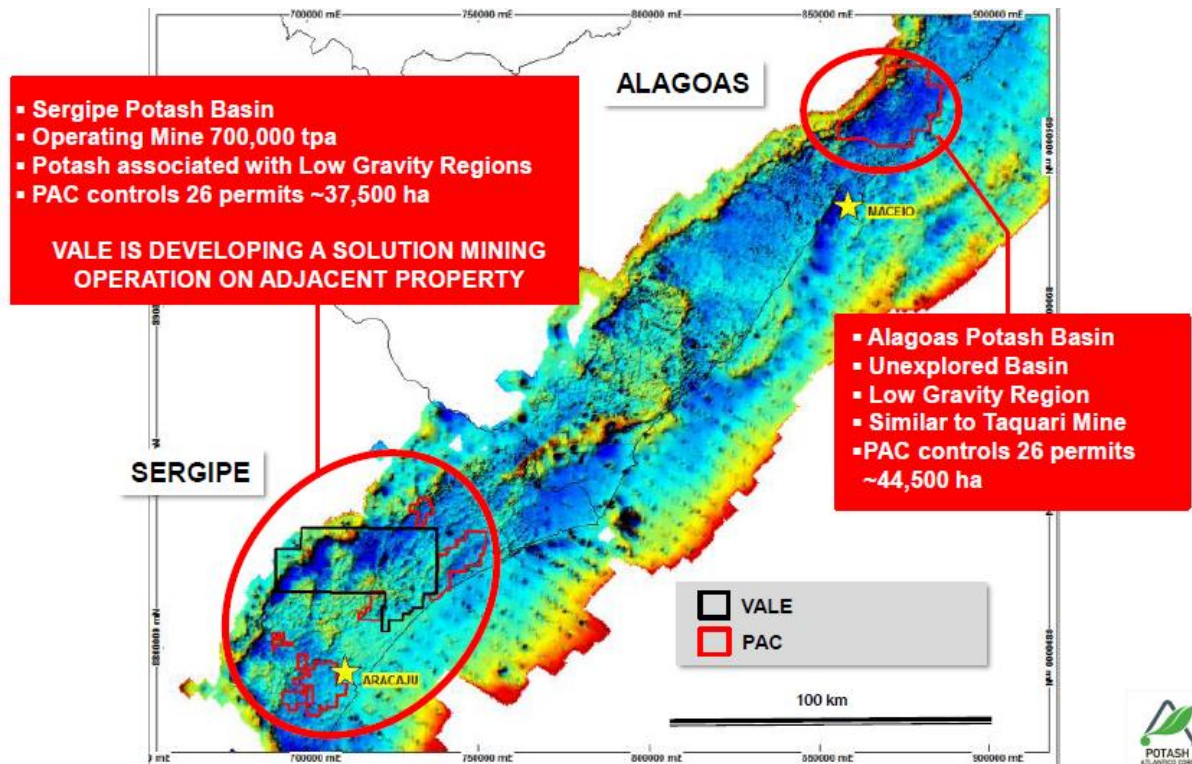 700000 mE
750000 mE
800000 mE
850000 mE
900000 mE
ALAGOAS
▪ Sergipe Potash Basin
▪ Operating Mine 700,000 tpa
▪ Potash associated with Low Gravity Regions
▪ PAC controls 26 permits ~37,500 ha
VALE IS DEVELOPING A SOLUTION MINING
OPERATION ON ADJACENT PROPERTY
MACEIO
▪ Alagoas Potash Basin
▪ Unexplored Basin
▪ Low Gravity Region
▪ Similar to Taquari Mine
▪PAC controls 26 permits
~44,500 ha
SERGIPE
VALE
PAC
ARACAJU
100 km
700000 mE
750000 mE
800000 mE
850000 mE
900000 mE
POTASH
ATLANTICO CORP